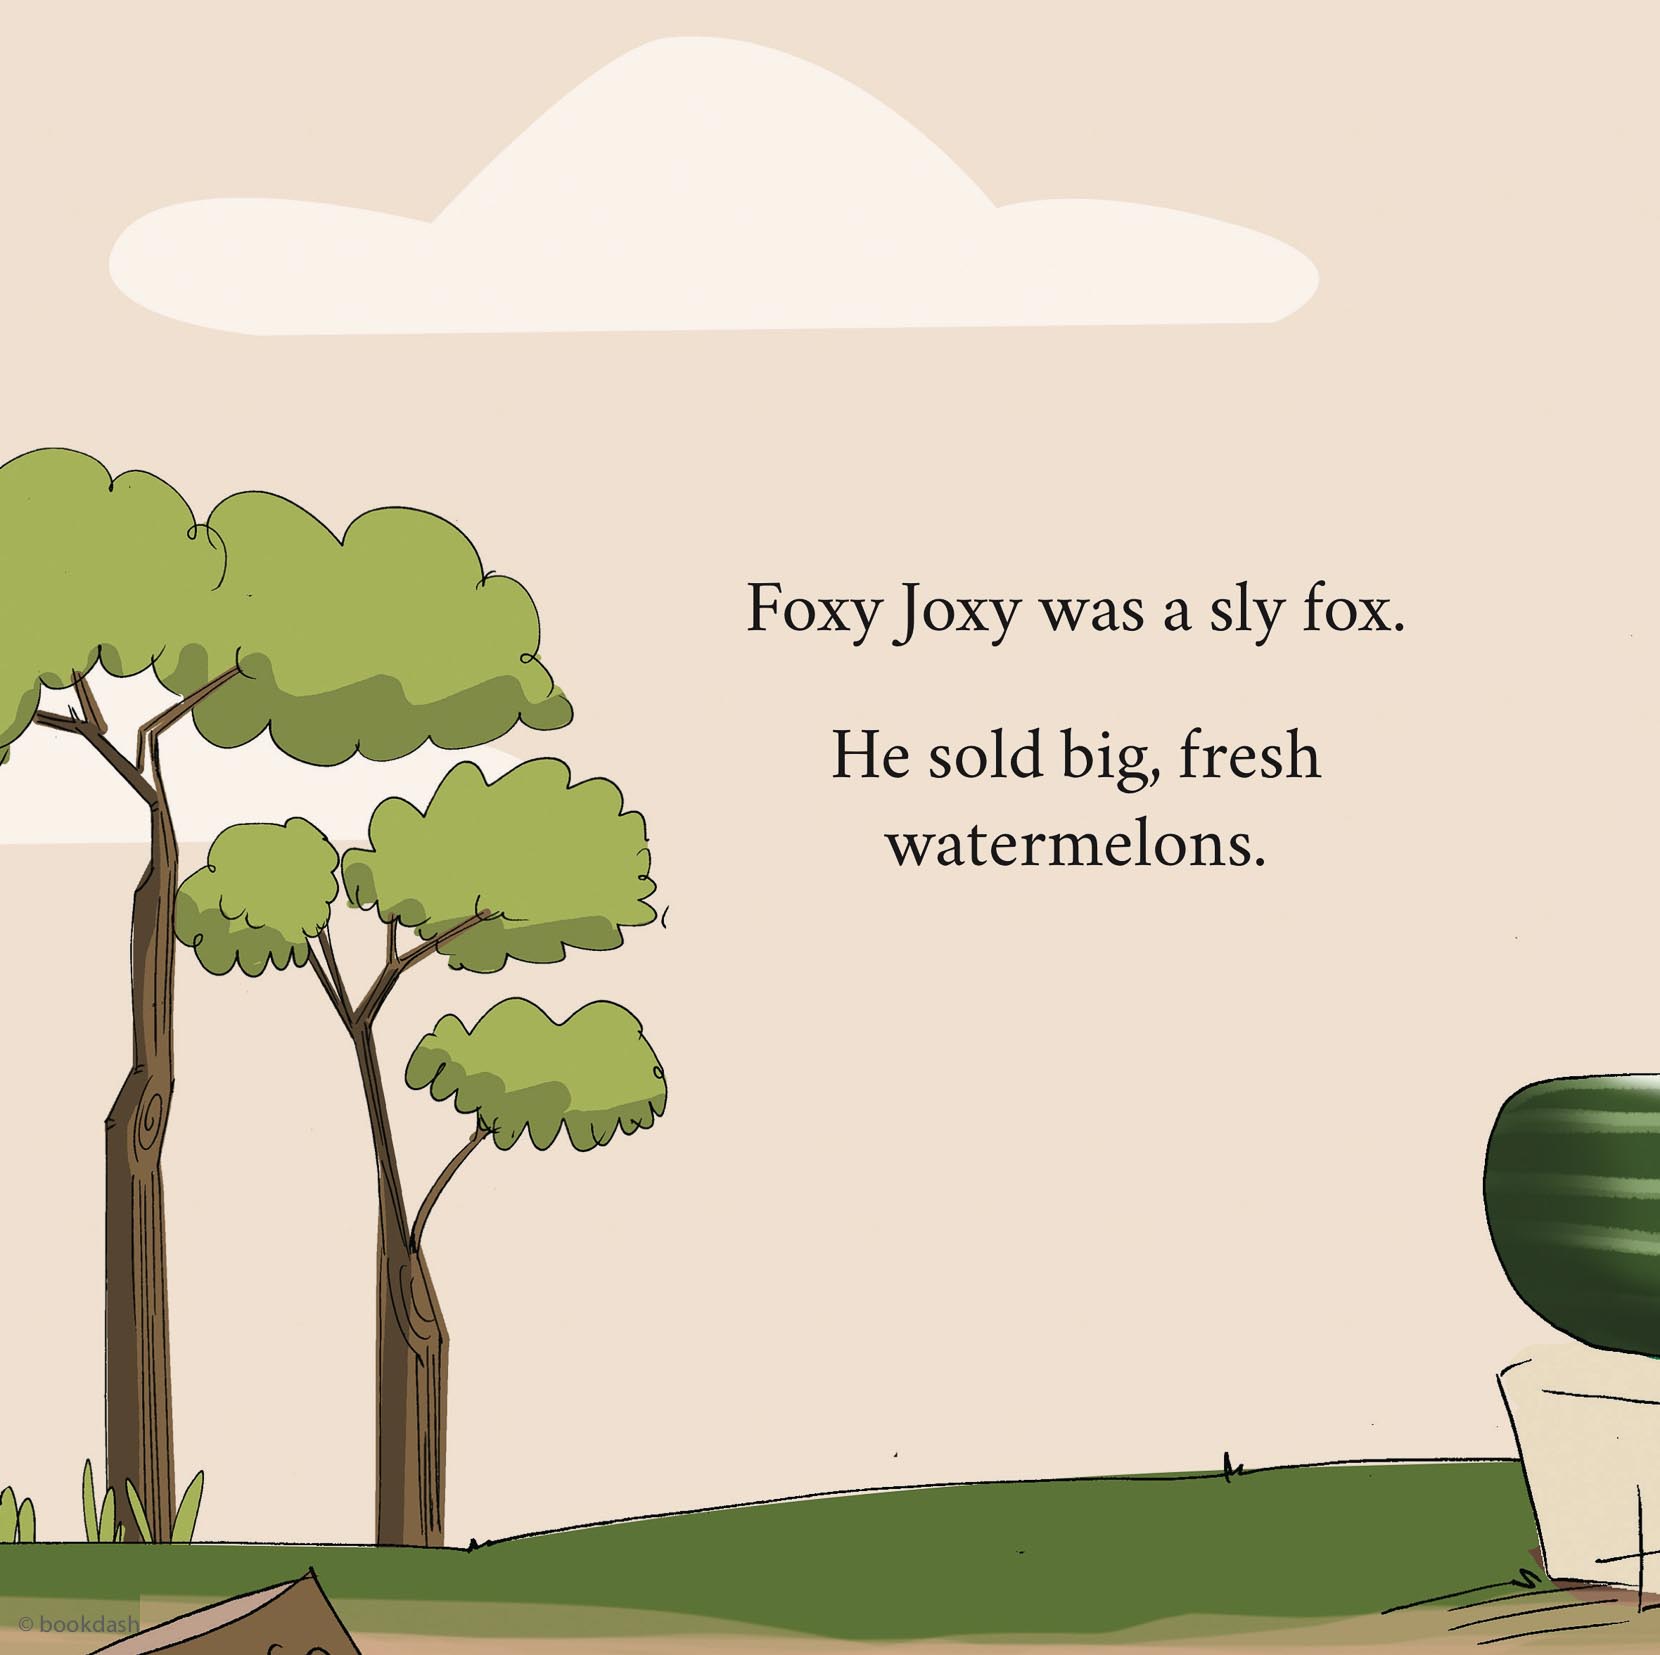 Foxy Joxy was a sly fox.
He sold big, fresh
watermelons.
© bookdash